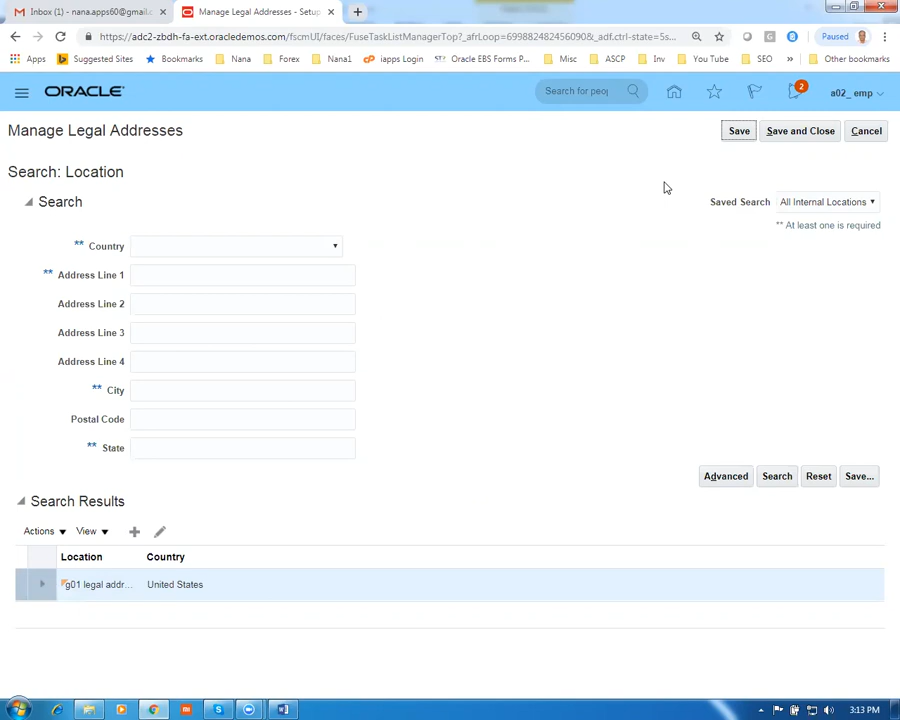 Inbox (1) - nana.apps60@gmail.c
Manage Legal Addresses - Setup
https://adc2-zbdh-fa-ext.oracledemos.com/fscmUI/faces/FuseTaskListManagerTop?_afrLoop=69988248245609​0&_adf.ctrl-state=5s...
Paused
Apps
Suggested Sites
Bookmarks
Nana
Forex
Nana1
iapps Login
Oracle EBS Forms P...
Misc
ASCP
Inv
You Tube
SEO
»
Other bookmarks
ORACLE
Search for peop
2
a02_ emp
Manage Legal Addresses
Save
Save and Close
Cancel
Search: Location
Search
Saved Search
All Internal Locations
** At least one is required
** Country
** Address Line 1
Address Line 2
Address Line 3
Address Line 4
** City
Postal Code
** State
Advanced
Search
Reset
Save...
Search Results
Actions
View
Location
Country
g01 legal addr...
United States
3:13 PM